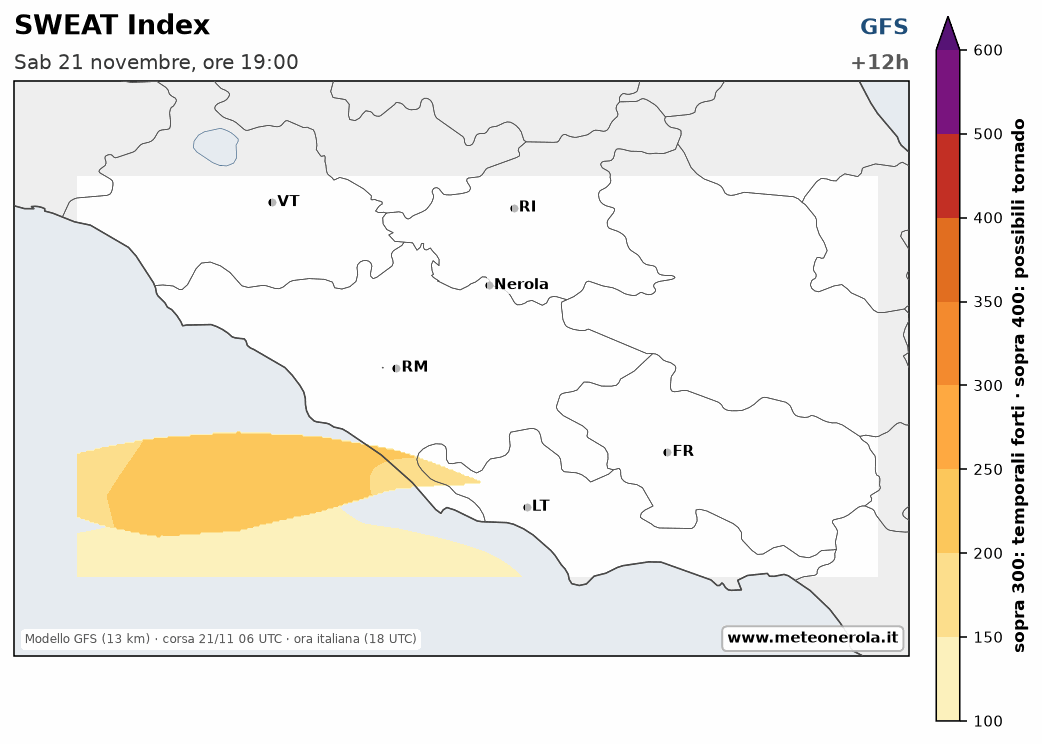 SWEAT Index
GFS
Sab 21 novembre, ore 19:00
+12h
VT
RI
Nerola
RM
FR
LT
Modello GFS (13 km) · corsa 21/11 06 UTC · ora italiana (18 UTC)
www.meteonerola.it
600
500
400
350
300
250
200
150
100
sopra 300: temporali forti · sopra 400: possibili tornado